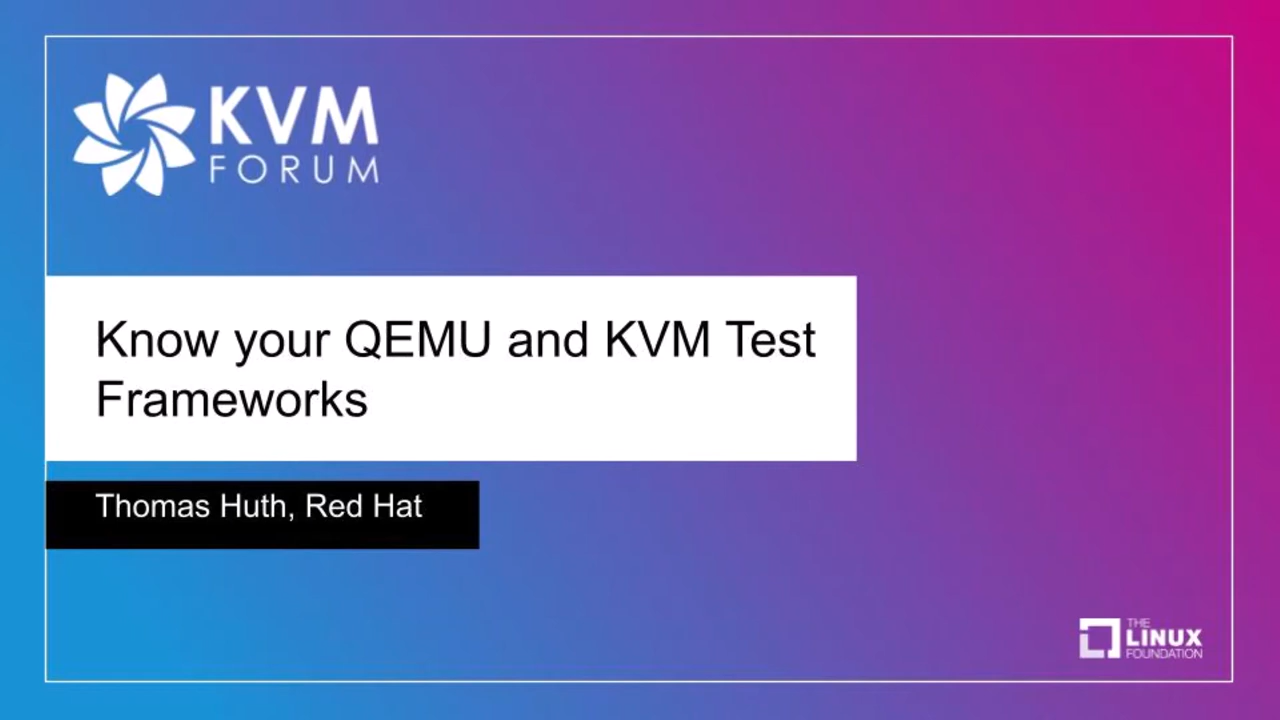 KVM
FORUM
Know your QEMU and KVM Test
Frameworks
Thomas Huth, Red Hat
THE
LINUX
FOUNDATION